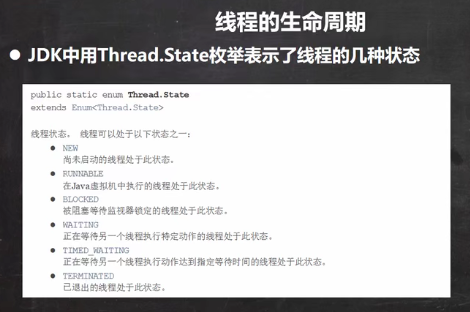 线程的生命周期
● JDK中用Thread.State枚举表示了线程的几种状态
public static enum Thread.State
extends Enum<Thread.State>
线程状态。 线程可以处于以下状态之一：
● NEW
尚未启动的线程处于此状态。
● RUNNABLE
在Java虚拟机中执行的线程处于此状态。
● BLOCKED
被阻塞等待监视器锁定的线程处于此状态。
● WAITING
正在等待另一个线程执行特定动作的线程处于此状态。
● TIMED_WAITING
正在等待另一个线程执行动作达到指定等待时间的线程处于此状态。
● TERMINATED
已退出的线程处于此状态。